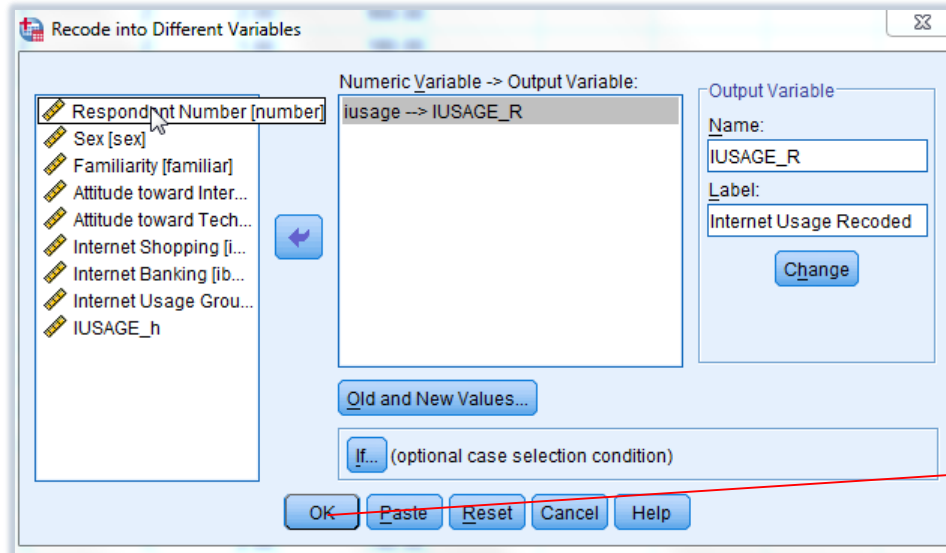 Recode into Different Variables
Respondent Number [number]
Sex [sex]
Familiarity [familiar]
Attitude toward Inter...
Attitude toward Tech...
Internet Shopping [i...
Internet Banking [ib...
Internet Usage Grou...
IUSAGE_h
Numeric Variable -> Output Variable:
iusage --> IUSAGE_R
Output Variable
Name:
IUSAGE_R
Label:
Internet Usage Recoded
Change
Old and New Values...
If... (optional case selection condition)
OK Paste Reset Cancel Help